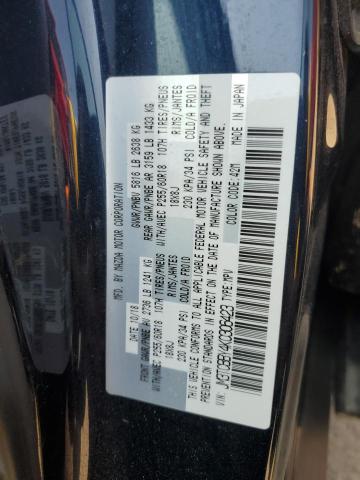 MFD. BY MAZDA MOTOR CORPORATION
DATE: 10/18 GVWR/PNBV 5816 LB 2638 KG
FRONT GAWR/PNBE AV 2736 LB 1241 KG REAR GAWR/PNBE AR 3159 LB 1433 KG
WITH/AVEC P255/60R18 107H TIRES/PNEUS WITH/AVEC P255/60R18 107H TIRES/PNEUS
18X8J RIMS/JANTES 18X8J RIMS/JANTES
230 KPA/34 PSI COLD/A FROID 230 KPA/34 PSI COLD/A FROID
THIS VEHICLE CONFORMS TO ALL APPLICABLE FEDERAL MOTOR VEHICLE SAFETY AND THEFT
PREVENTION STANDARDS IN EFFECT ON THE DATE OF MANUFACTURE SHOWN ABOVE.
VIN: TYPE: MPV COLOR CODE: 42M MADE IN JAPAN